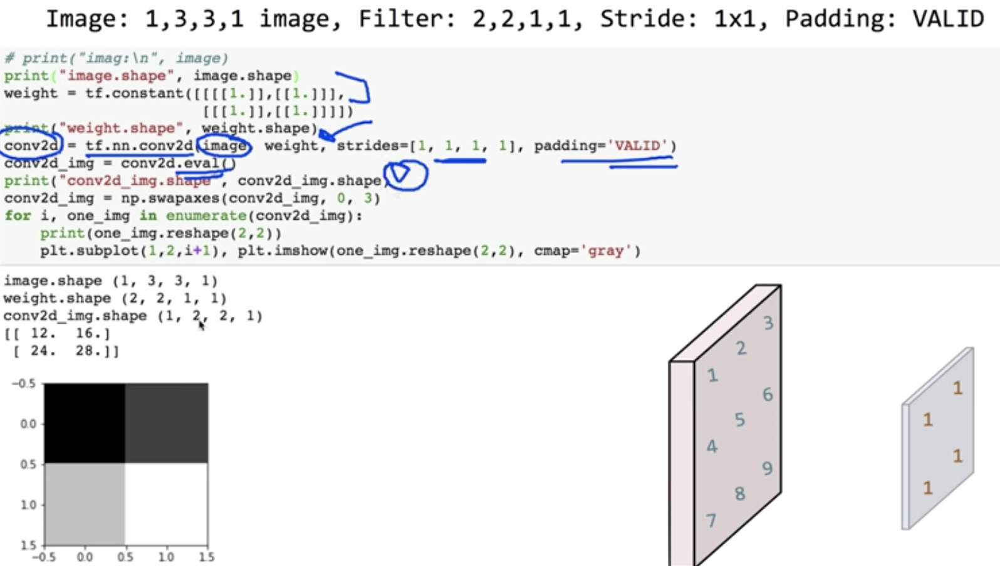 Image: 1,3,3,1 image, Filter: 2,2,1,1, Stride: 1x1, Padding: VALID
# print("imag:\n", image)
print("image.shape", image.shape)
weight = tf.constant([[[[1.]],[[1.]]],
[[[1.]],[[1.]]]])
print("weight.shape", weight.shape)
conv2d = tf.nn.conv2d(image, weight, strides=[1, 1, 1, 1], padding='VALID')
conv2d_img = conv2d.eval()
print("conv2d_img.shape", conv2d_img.shape)
conv2d_img = np.swapaxes(conv2d_img, 0, 3)
for i, one_img in enumerate(conv2d_img):
print(one_img.reshape(2,2))
plt.subplot(1,2,i+1), plt.imshow(one_img.reshape(2,2), cmap='gray')
image.shape (1, 3, 3, 1)
weight.shape (2, 2, 1, 1)
conv2d_img.shape (1, 2, 2, 1)
[[ 12. 16.]
[ 24. 28.]]
−0.5
0.0
0.5
1.0
1.5
−0.5 0.0 0.5 1.0 1.5
1 2 3
4 5 6
7 8 9
1 1
1 1